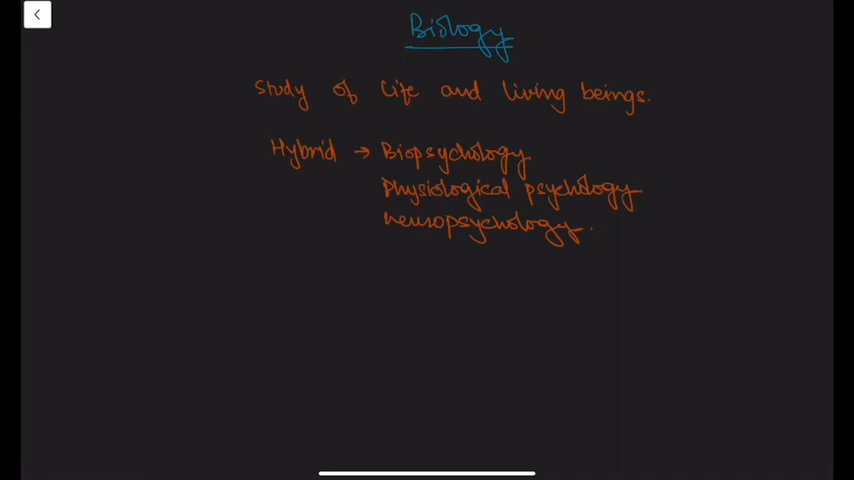 Biology
Study of life and living beings.
Hybrid → Biopsychology
Physiological psychology
neuropsychology.